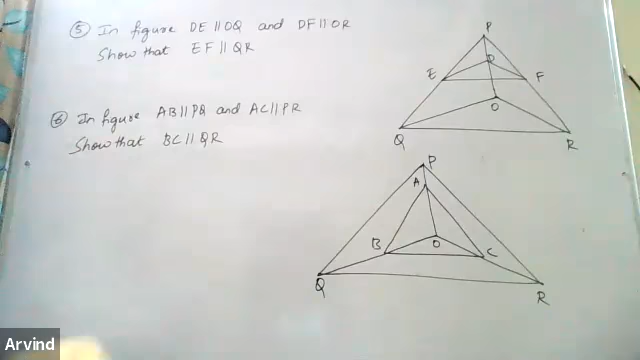 ⑤ In figure DE || OQ and DF || OR
Show that EF || QR
P
D
E
F
O
Q
R
⑥ In figure AB || PQ and AC || PR
Show that BC || QR
P
A
B
O
C
Q
R
Arvind